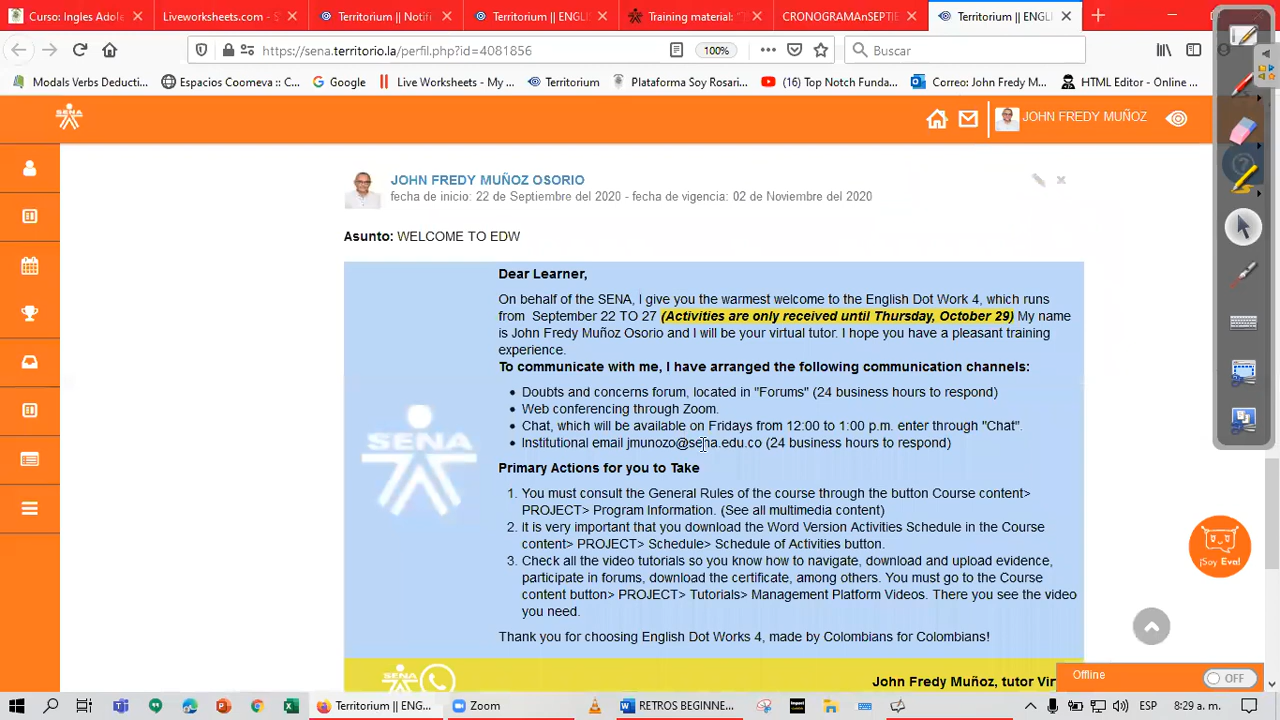 Curso: Ingles Adole
Liveworksheets.com -
Territorium || Notifi
Territorium || ENGLIS
Training material: "
CRONOGRAMAnSEPTIE
Territorium || ENGLIS
https://sena.territorio.la/perfil.php?id=4081856
100%
Buscar
Modals Verbs Deducti...
Espacios Coomeva :: C...
Google
Live Worksheets - My ...
Territorium
Plataforma Soy Rosari...
(16) Top Notch Funda...
Correo: John Fredy M...
HTML Editor - Online ...
SENA
JOHN FREDY MUÑOZ
JOHN FREDY MUÑOZ OSORIO
fecha de inicio: 22 de Septiembre del 2020 - fecha de vigencia: 02 de Noviembre del 2020
Asunto: WELCOME TO EDW
Dear Learner,
On behalf of the SENA, I give you the warmest welcome to the English Dot Work 4, which runs
from September 22 TO 27 (Activities are only received until Thursday, October 29) My name
is John Fredy Muñoz Osorio and I will be your virtual tutor. I hope you have a pleasant training
experience.
To communicate with me, I have arranged the following communication channels:
• Doubts and concerns forum, located in "Forums" (24 business hours to respond)
• Web conferencing through Zoom.
• Chat, which will be available on Fridays from 12:00 to 1:00 p.m. enter through "Chat".
• Institutional email jmunozo@sena.edu.co (24 business hours to respond)
SENA
Primary Actions for you to Take
1. You must consult the General Rules of the course through the button Course content>
PROJECT> Program Information. (See all multimedia content)
2. It is very important that you download the Word Version Activities Schedule in the Course
content> PROJECT> Schedule> Schedule of Activities button.
3. Check all the video tutorials so you know how to navigate, download and upload evidence,
participate in forums, download the certificate, among others. You must go to the Course
content button> PROJECT> Tutorials> Management Platform Videos. There you see the video
you need.
Thank you for choosing English Dot Works 4, made by Colombians for Colombians!
¡Soy Eva!
SENA
John Fredy Muñoz, tutor Vir
Offline
OFF
Territorium || ENG...
Zoom
RETROS BEGINNE...
ESP
8:29 a. m.